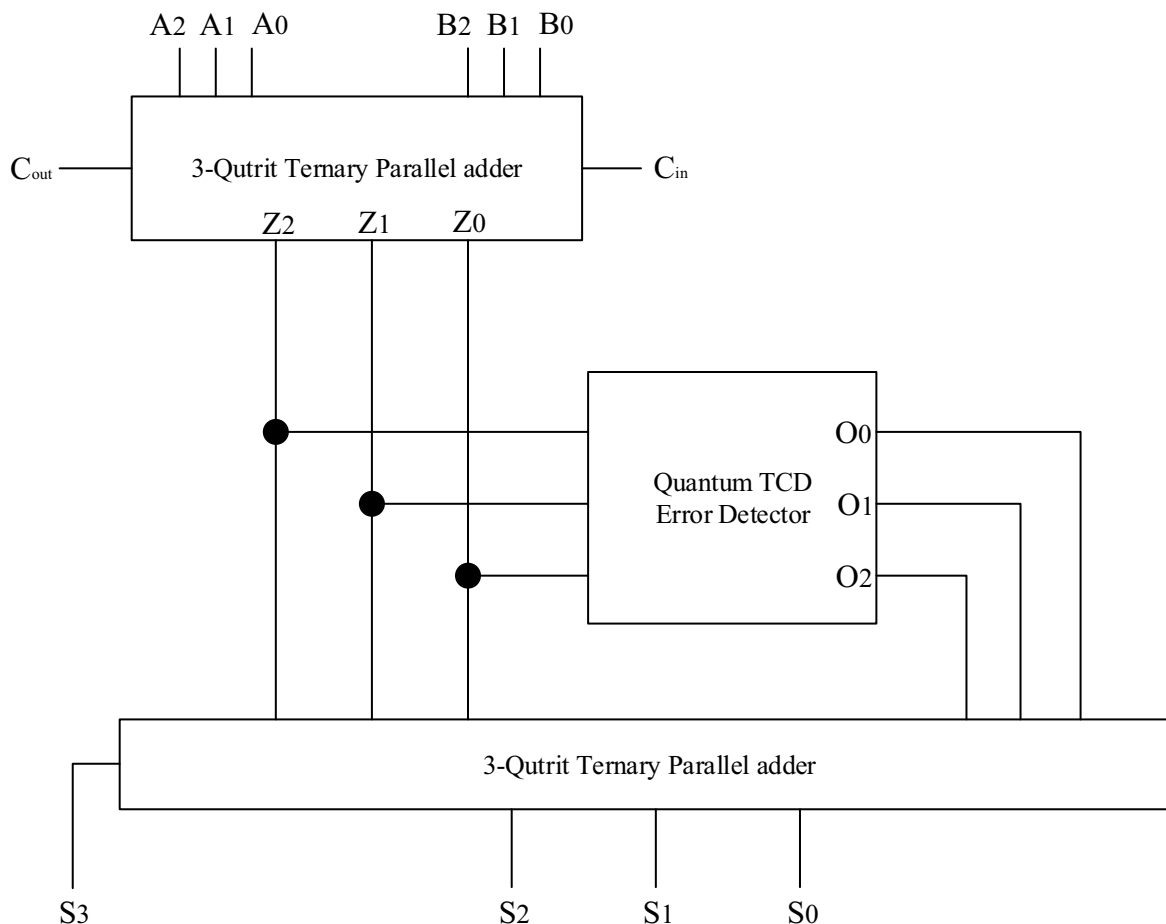 A2 A1 A0 B2 B1 B0
Cout 3-Qutrit Ternary Parallel adder Cin
Z2 Z1 Z0
O0
Quantum TCD
Error Detector
O1
O2
3-Qutrit Ternary Parallel adder
S3 S2 S1 S0